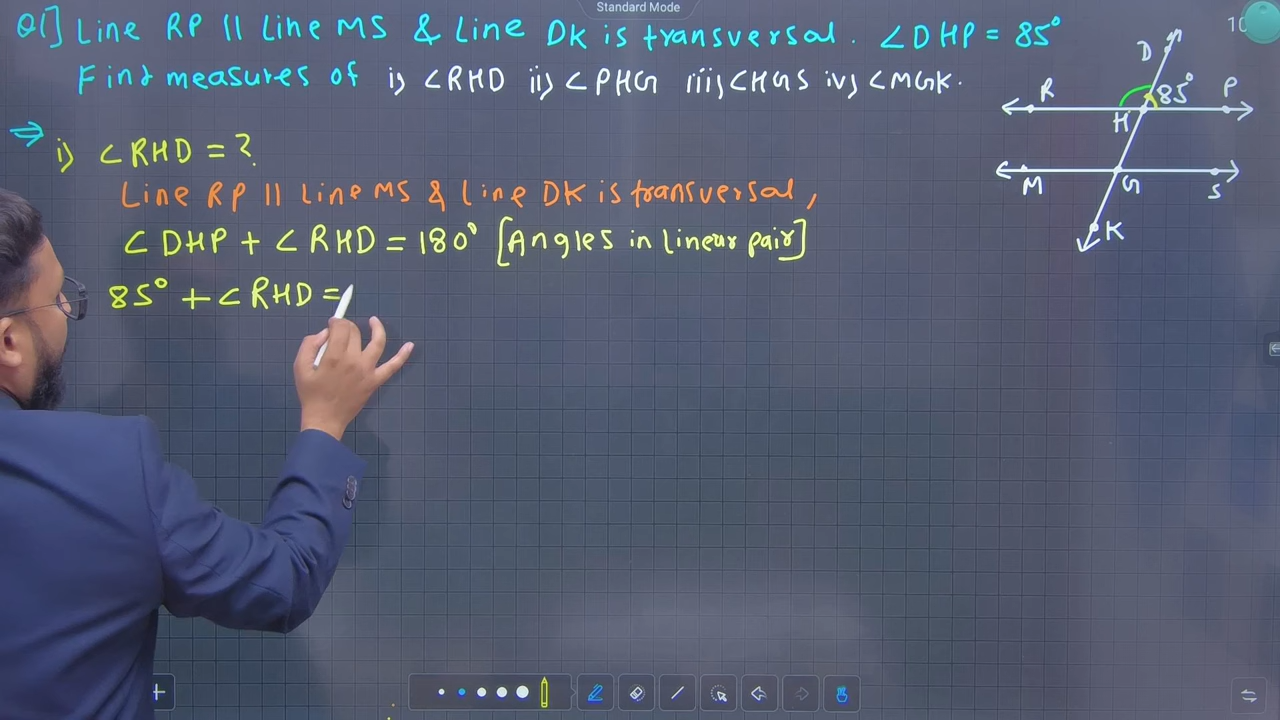 Standard Mode
Q1] Line RP || Line MS & Line DK is transversal. ∠DHP = 85°
Find measures of i) ∠RHD ii) ∠PHG iii) ∠HGS iv) ∠MGK.
⇒ i) ∠RHD = ?
Line RP || Line MS & Line DK is transversal,
∠DHP + ∠RHD = 180° [Angles in linear pair]
85° + ∠RHD =
10
D
R
85°
P
H
M
G
S
K